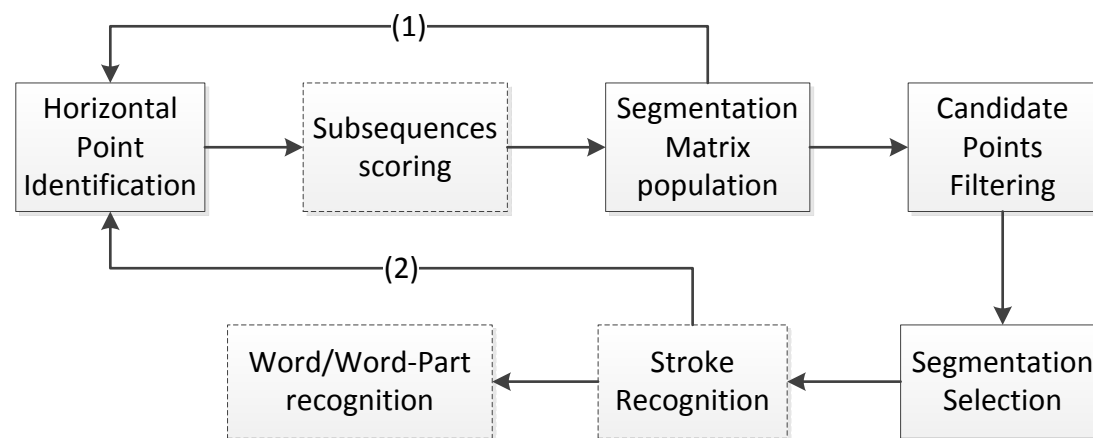 (1)
Horizontal
Point
Identification
Subsequences
scoring
Segmentation
Matrix
population
Candidate
Points
Filtering
(2)
Word/Word-Part
recognition
Stroke
Recognition
Segmentation
Selection